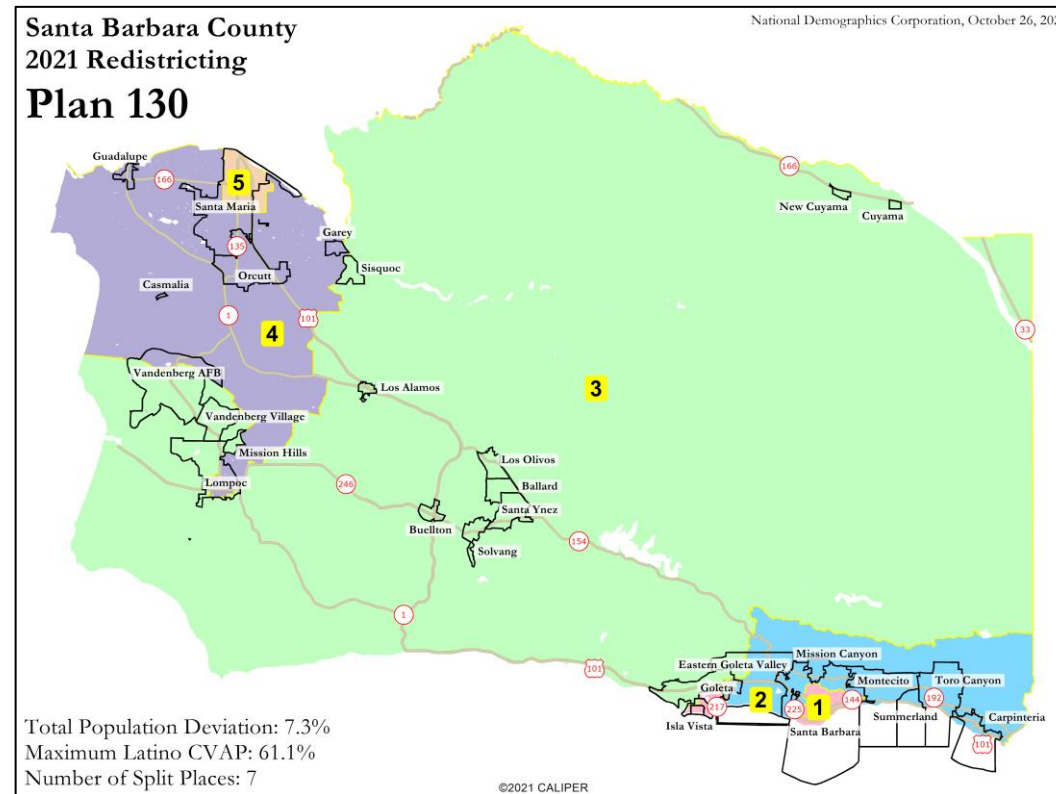 Santa Barbara County
2021 Redistricting
Plan 130
National Demographics Corporation, October 26, 202
Guadalupe
166
5
Santa Maria
135
Garey
Sisquoc
Orcutt
Casmalia
1
101
4
166
New Cuyama
Cuyama
33
3
Vandenberg AFB
Los Alamos
Vandenberg Village
Mission Hills
Lompoc
246
Los Olivos
Ballard
Santa Ynez
Buellton
Solvang
154
1
101
Eastern Goleta Valley
Mission Canyon
Goleta
Montecito
Toro Canyon
217
2
225
1
144
192
Isla Vista
Santa Barbara
Summerland
Carpinteria
101
Total Population Deviation: 7.3%
Maximum Latino CVAP: 61.1%
Number of Split Places: 7
©2021 CALIPER